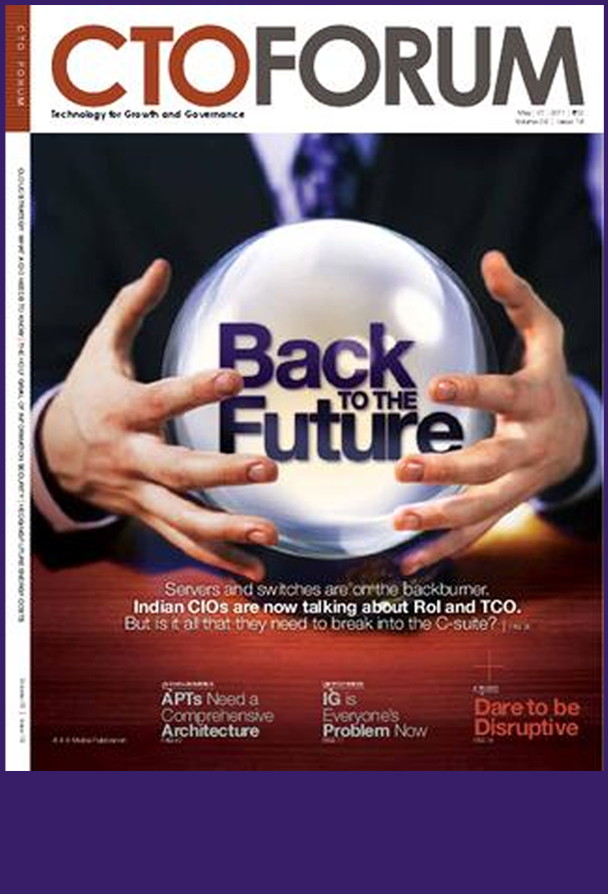 CTOFORUM
Technology for Growth and Governance
CTO FORUM
Back
TO THE
Future
Servers and switches are on the backburner.
Indian CIOs are now talking about RoI and TCO.
But is it all that they need to break into the C-suite?
APTs Need a
Comprehensive
Architecture
IG is
Everyone's
Problem Now
Dare to be
Disruptive